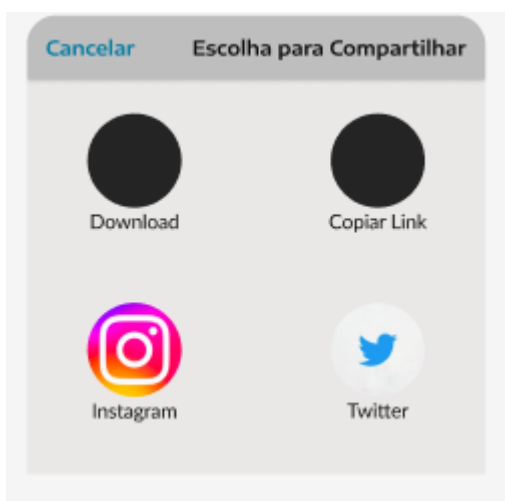 Cancelar Escolha para Compartilhar
Download Copiar Link
Instagram Twitter